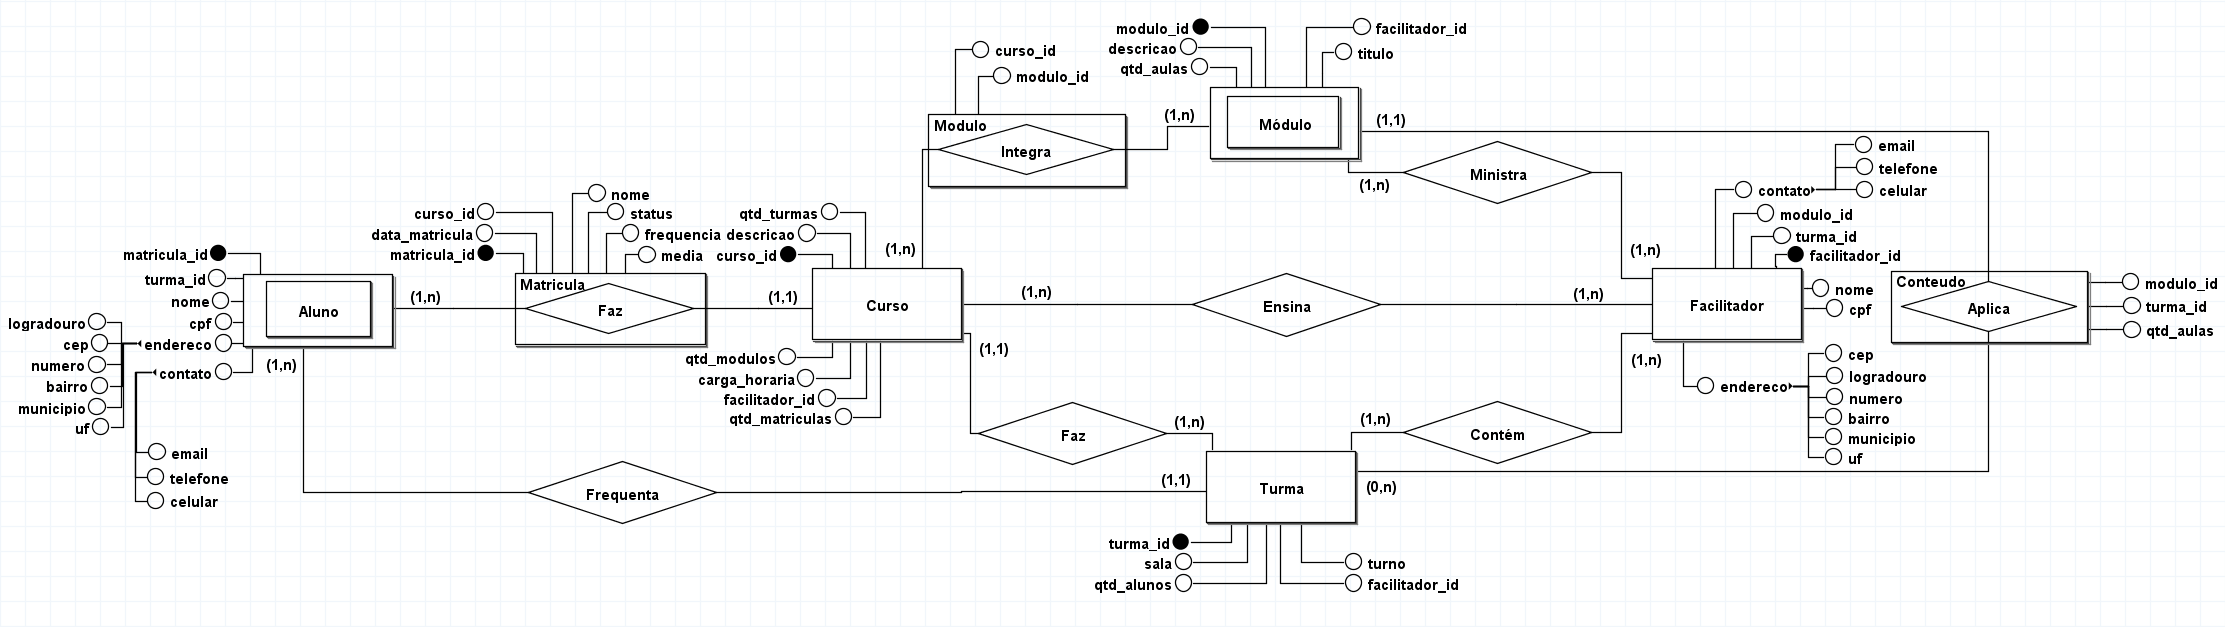 modulo_id
descricao
qtd_aulas
facilitador_id
titulo
curso_id
modulo_id
Modulo
Integra
(1,n)
Módulo
(1,1)
(1,n)
Ministra
email
telefone
celular
contato
modulo_id
turma_id
facilitador_id
nome
cpf
(1,n)
nome
status
frequencia
media
curso_id
data_matricula
matricula_id
qtd_turmas
descricao
curso_id
(1,n)
matricula_id
turma_id
nome
cpf
endereco
contato
logradouro
cep
numero
bairro
municipio
uf
email
telefone
celular
Aluno
(1,n)
Matricula
Faz
(1,1)
Curso
(1,n)
Ensina
(1,n)
Facilitador
Conteudo
Aplica
modulo_id
turma_id
qtd_aulas
(1,n)
qtd_modulos
carga_horaria
facilitador_id
qtd_matriculas
(1,1)
(1,n)
endereco
cep
logradouro
numero
bairro
municipio
uf
Faz
(1,n)
(1,n)
Contém
Frequenta
(1,1)
Turma
(0,n)
turma_id
sala
qtd_alunos
turno
facilitador_id